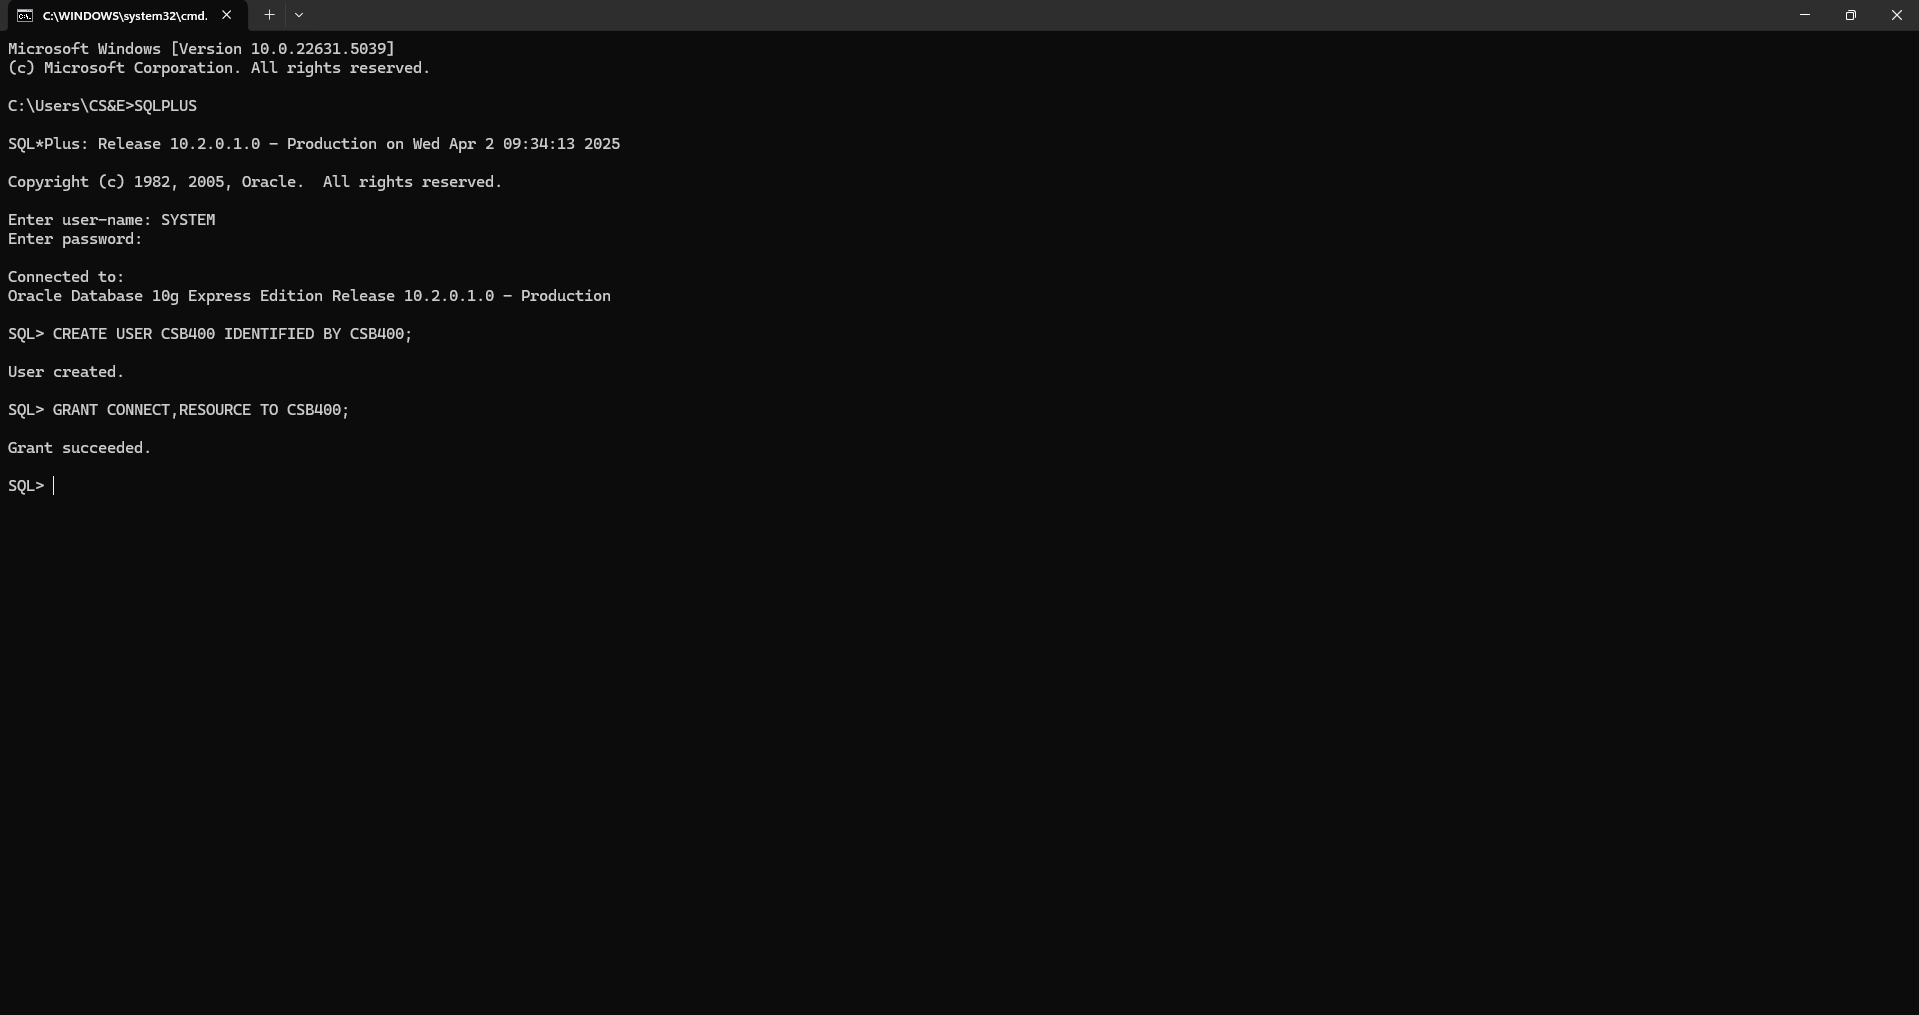 C:\WINDOWS\system32\cmd.
Microsoft Windows [Version 10.0.22631.5039]
(c) Microsoft Corporation. All rights reserved.
C:\Users\CS&E>SQLPLUS
SQL*Plus: Release 10.2.0.1.0 - Production on Wed Apr 2 09:34:13 2025
Copyright (c) 1982, 2005, Oracle.  All rights reserved.
Enter user-name: SYSTEM
Enter password:
Connected to:
Oracle Database 10g Express Edition Release 10.2.0.1.0 - Production
SQL> CREATE USER CSB400 IDENTIFIED BY CSB400;
User created.
SQL> GRANT CONNECT,RESOURCE TO CSB400;
Grant succeeded.
SQL>